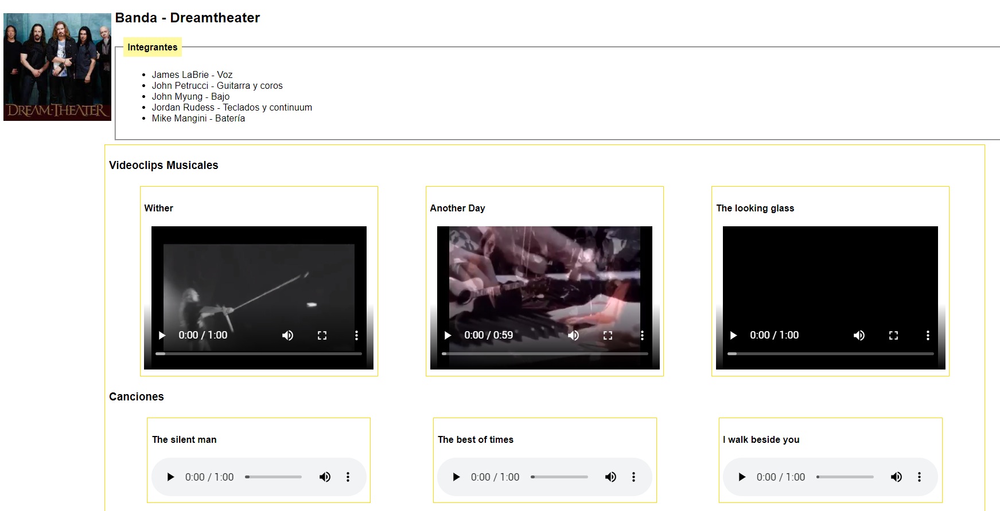 Banda - Dreamtheater
DREAM-THEATER
Integrantes
James LaBrie - Voz
John Petrucci - Guitarra y coros
John Myung - Bajo
Jordan Rudess - Teclados y continuum
Mike Mangini - Batería
Videoclips Musicales
Wither
Another Day
The looking glass
0:00 / 1:00
0:00 / 0:59
0:00 / 1:00
Canciones
The silent man
The best of times
I walk beside you
0:00 / 1:00
0:00 / 1:00
0:00 / 1:00